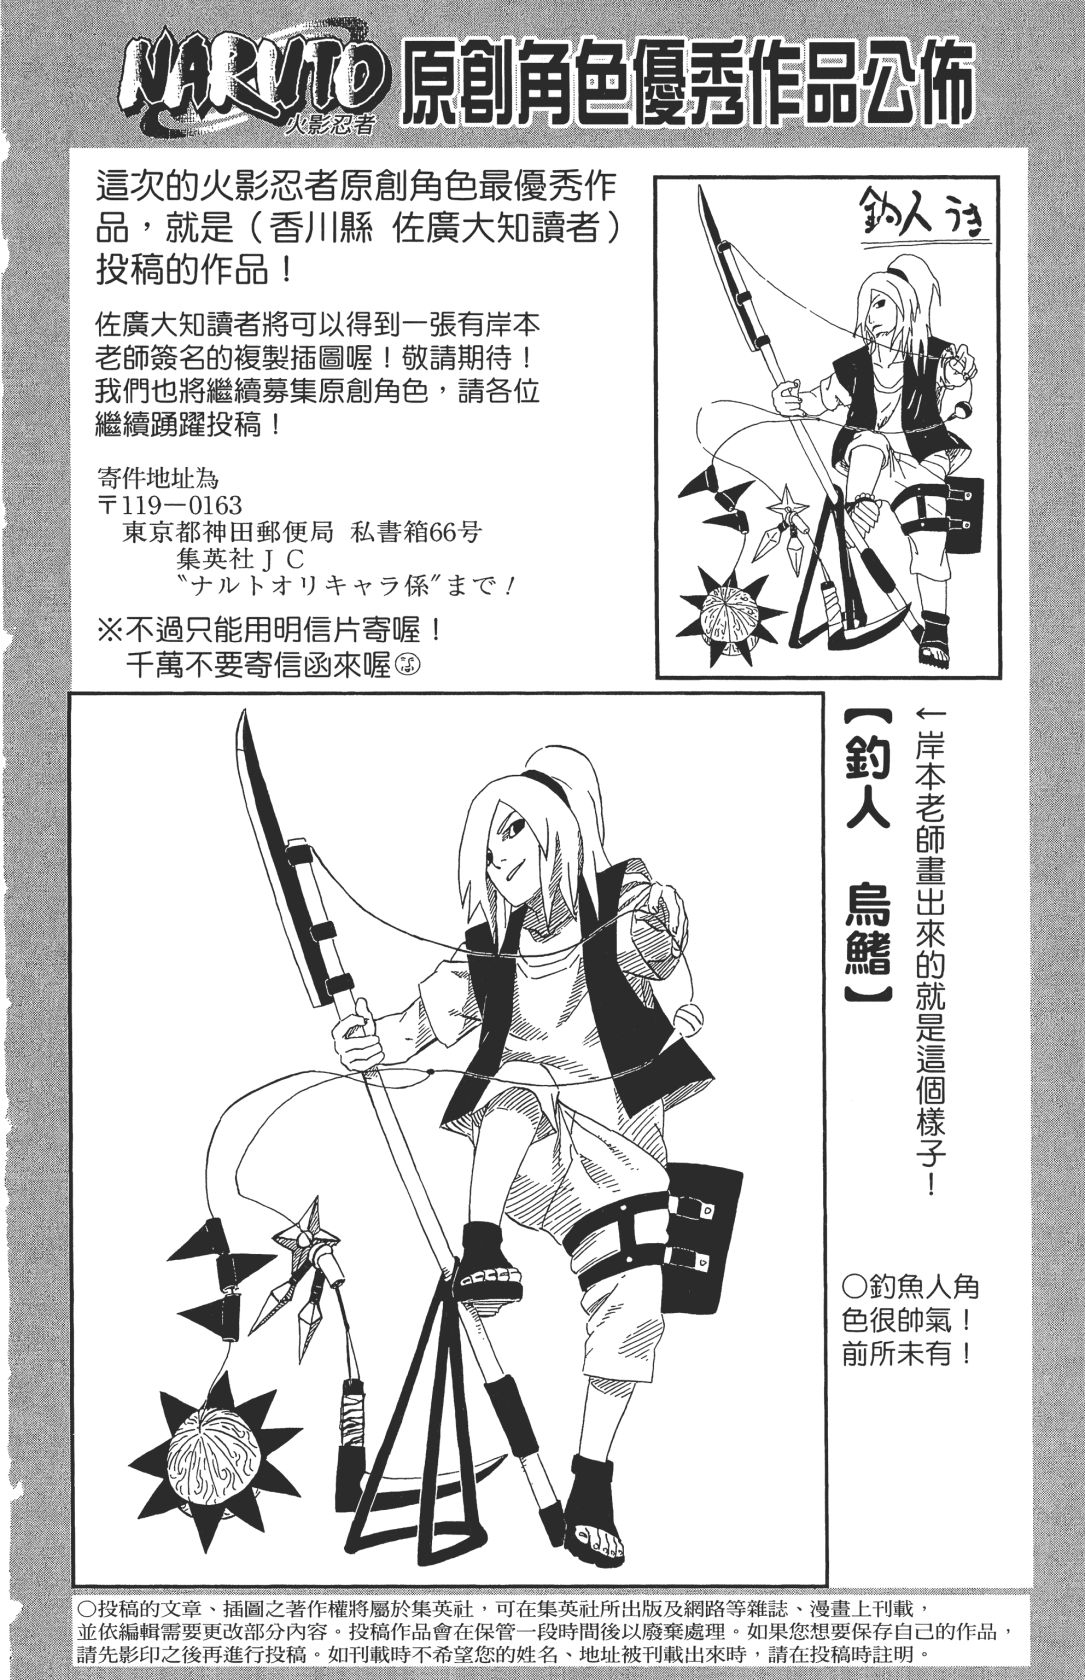 NARUTO
火影忍者
原創角色優秀作品公佈
這次的火影忍者原創角色最優秀作
品，就是（香川縣 佐廣大知讀者）
投稿的作品！
佐廣大知讀者將可以得到一張有岸本
老師簽名的複製插圖喔！敬請期待！
我們也將繼續募集原創角色，請各位
繼續踴躍投稿！
寄件地址為
〒119－0163
東京都神田郵便局 私書箱66号
集英社ＪＣ
〝ナルトオリキャラ係〞まで！
※不過只能用明信片寄喔！
千萬不要寄信函來喔
釣人 うき
←岸本老師畫出來的就是這個樣子！
【釣人 烏鰭】
○釣魚人角
色很帥氣！
前所未有！
○投稿的文章、插圖之著作權將屬於集英社，可在集英社所出版及網路等雜誌、漫畫上刊載，
並依編輯需要更改部分內容。投稿作品會在保管一段時間後以廢棄處理。如果您想要保存自己的作品，
請先影印之後再進行投稿。如刊載時不希望您的姓名、地址被刊載出來時，請在投稿時註明。